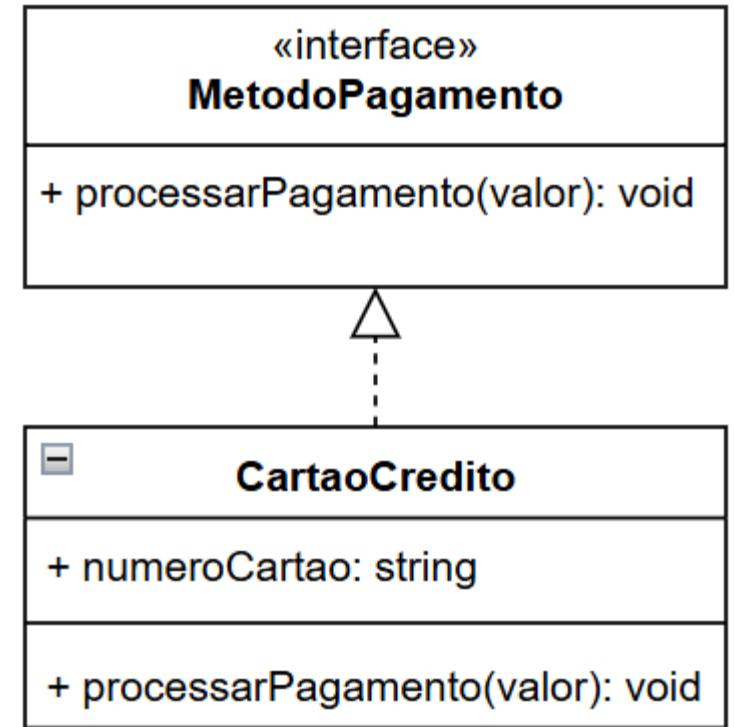 «interface»
MetodoPagamento
+ processarPagamento(valor): void
CartaoCredito
+ numeroCartao: string
+ processarPagamento(valor): void